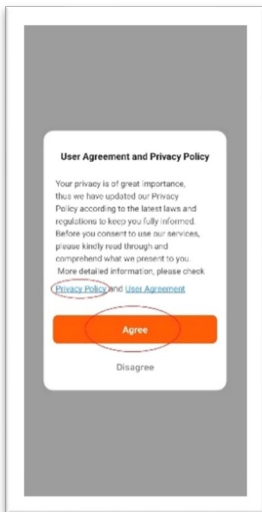 User Agreement and Privacy Policy
Your privacy is of great importance,
thus we have updated our Privacy
Policy according to the latest laws and
regulations to keep you fully informed.
Before you consent to use our services,
please kindly read through and
comprehend what we present to you.
More detailed information, please check
Privacy Policy and User Agreement
Agree
Disagree